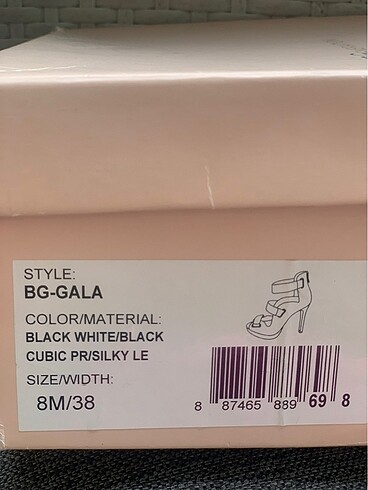 STYLE:
BG-GALA
COLOR/MATERIAL:
BLACK WHITE/BLACK
CUBIC PR/SILKY LE
SIZE/WIDTH:
8M/38
8 87465 889 69 8